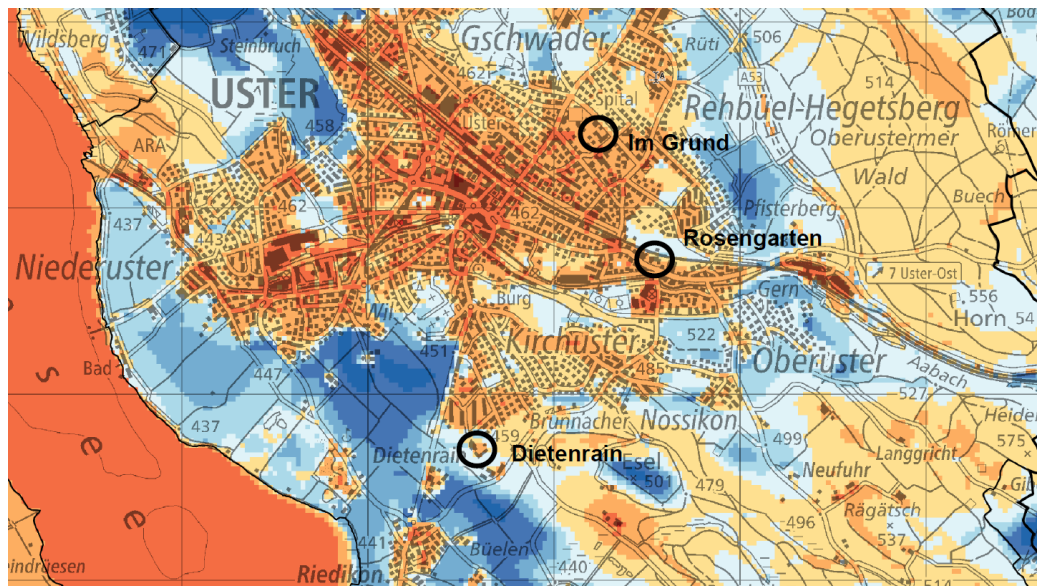 Wildsberg
471
Steinbruch
Gschwader
Rüti
506
USTER
462
A53
514
458
Spital
Uster
Rehbüel-Hegetsberg
Im Grund
Oberustermer
Wald
ARA
462
437
462
Pfisterberg
Buech
443
Rosengarten
Niederuster
7 Uster-Ost
Gern
556
Horn
54
Burg
Wil
522
Kirchuster
Oberuster
451
Aabach
Bad
447
485
527
437
Nossikon
Brunnacher
459
499
Dietenrain
Dietenrain
Esel
501
479
Neufuhr
Langgricht
575
s
e
e
496
Rägätsch
537
441
Büelen
440
514
Riedikon